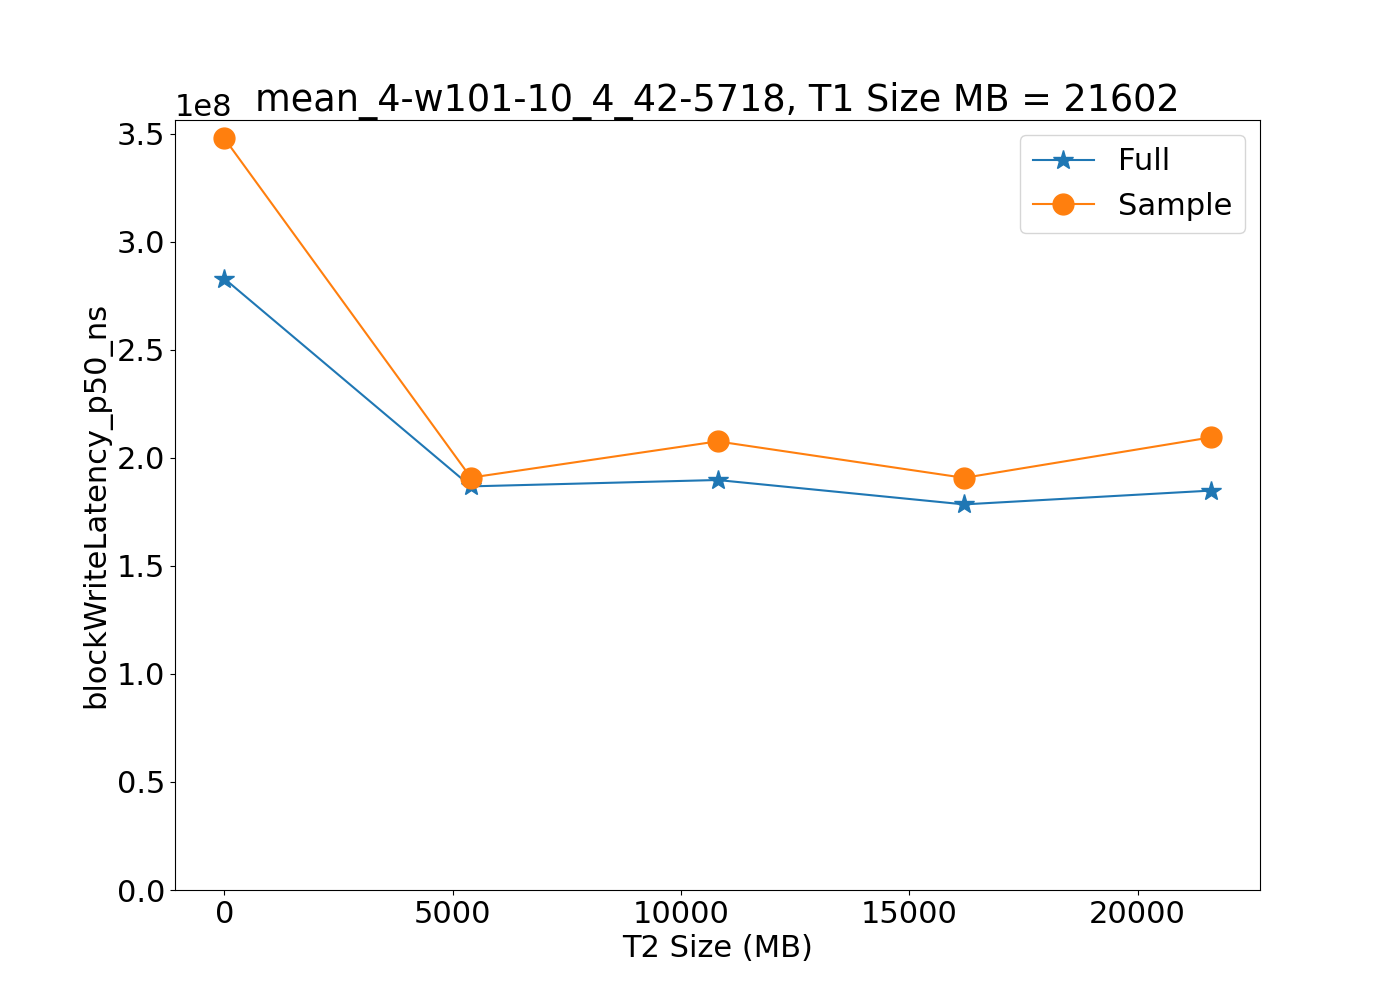 1e8
mean_4-w101-10_4_42-5718, T1 Size MB = 21602
Full
Sample
blockWriteLatency_p50_ns
3.5
3.0
2.5
2.0
1.5
1.0
0.5
0.0
0 5000 10000 15000 20000
T2 Size (MB)